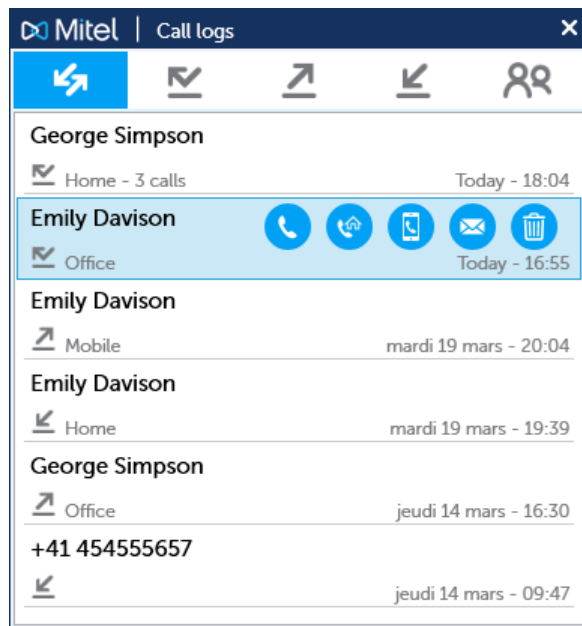 Mitel | Call logs
George Simpson
Home - 3 calls Today - 18:04
Emily Davison
Office Today - 16:55
Emily Davison
Mobile mardi 19 mars - 20:04
Emily Davison
Home mardi 19 mars - 19:39
George Simpson
Office jeudi 14 mars - 16:30
+41 454555657
jeudi 14 mars - 09:47